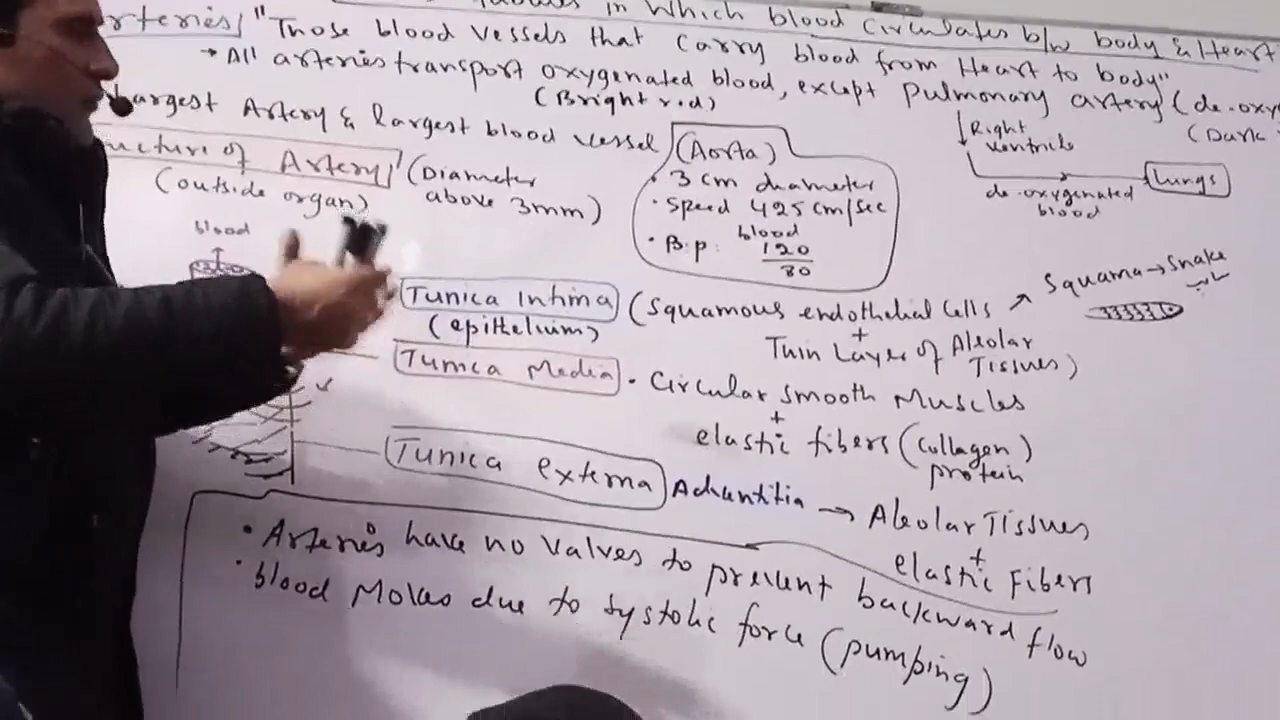 in Which blood Circulates b/w body & Heart
arteries "Those blood vessels that carry blood from Heart to body"
→ All arteries transport oxygenated blood, except pulmonary artery (de-oxy
(Bright red)
(Dark
largest Artery & largest blood vessel
(Aorta)
• 3 cm diameter
• Speed 425 cm/sec
blood
• B.p: 120
80
Right
Ventricle
de-oxygenated
blood
Lungs
ucture of Artery (Diameter
above 3mm)
(outside organ)
blood
Tunica Intima (Squamous endothelial Cells
Squama → Snake
(epithelium)
+
Thin Layer of Aleolar
Tissues)
Tunica Media • Circular smooth Muscles
+
elastic fibers (collagen)
protein
Tunica externa Adventitia → Aleolar Tissues
+
elastic Fibers
• Arteries have no valves to prevent backward flow
• blood Moves due to systolic force (pumping)